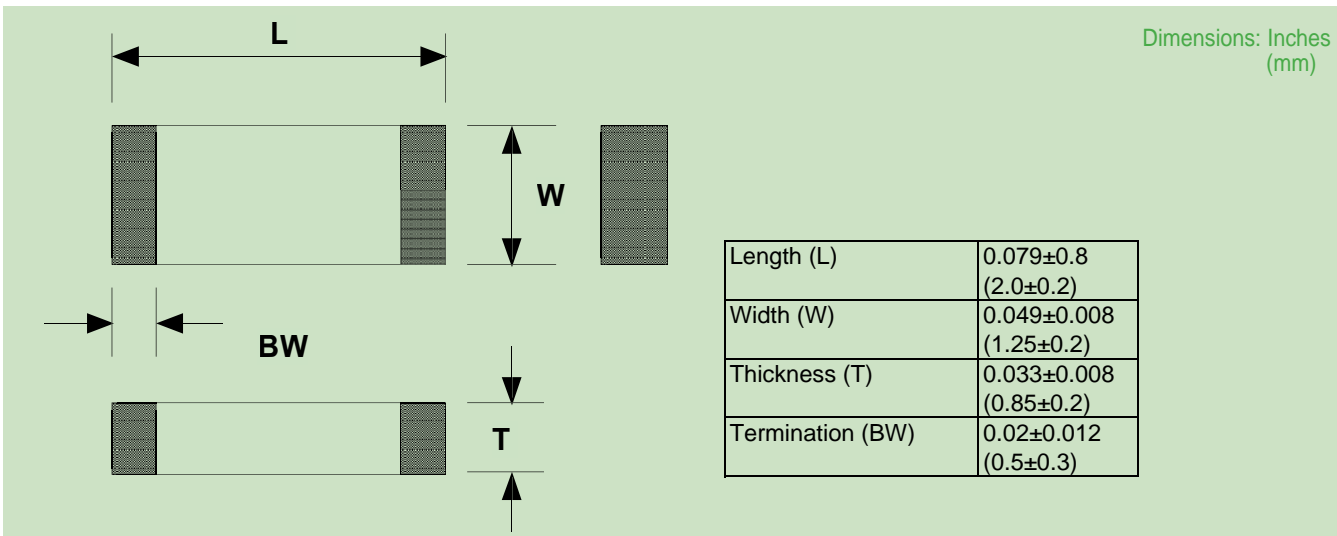 L
Dimensions: Inches
(mm)
W
BW
T
Length (L) 0.079±0.8
(2.0±0.2)
Width (W) 0.049±0.008
(1.25±0.2)
Thickness (T) 0.033±0.008
(0.85±0.2)
Termination (BW) 0.02±0.012
(0.5±0.3)